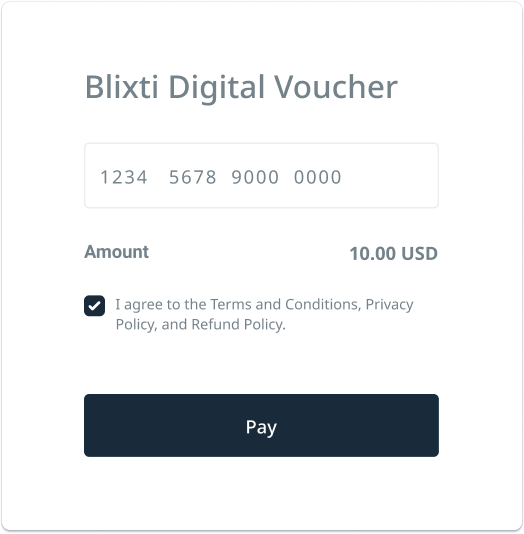 Blixti Digital Voucher
1234 5678 9000 0000
Amount 10.00 USD
I agree to the Terms and Conditions, Privacy
Policy, and Refund Policy.
Pay